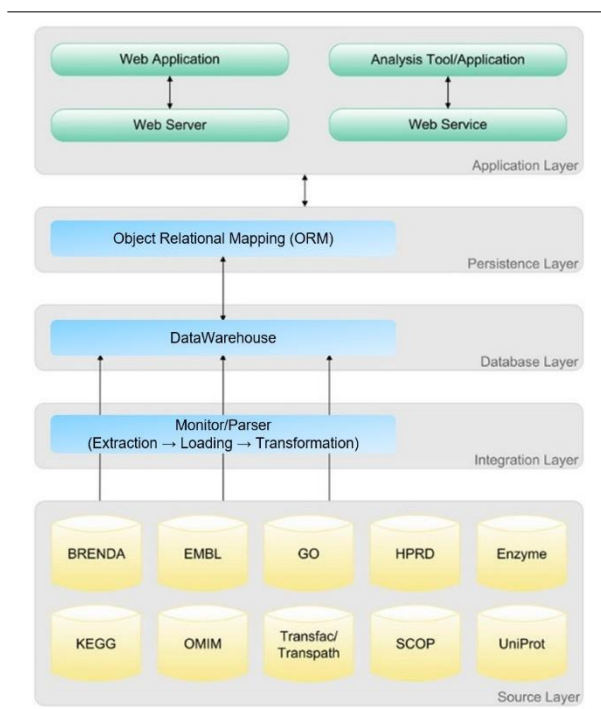 Web Application
Analysis Tool/Application
Web Server
Web Service
Application Layer
Object Relational Mapping (ORM)
Persistence Layer
DataWarehouse
Database Layer
Monitor/Parser
(Extraction → Loading → Transformation)
Integration Layer
BRENDA
EMBL
GO
HPRD
Enzyme
KEGG
OMIM
Transfac/
Transpath
SCOP
UniProt
Source Layer